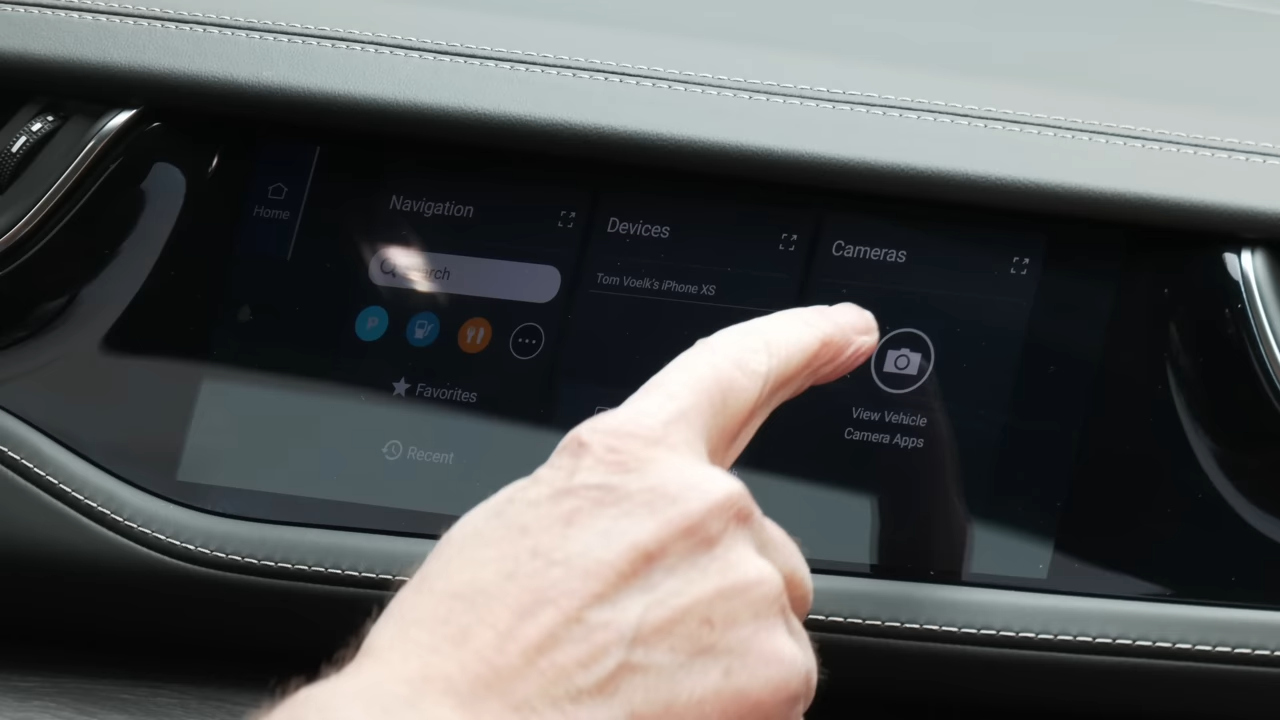 Home
Navigation
Search
P
Favorites
Recent
Devices
Tom Voelk's iPhone XS
Cameras
View Vehicle
Camera Apps